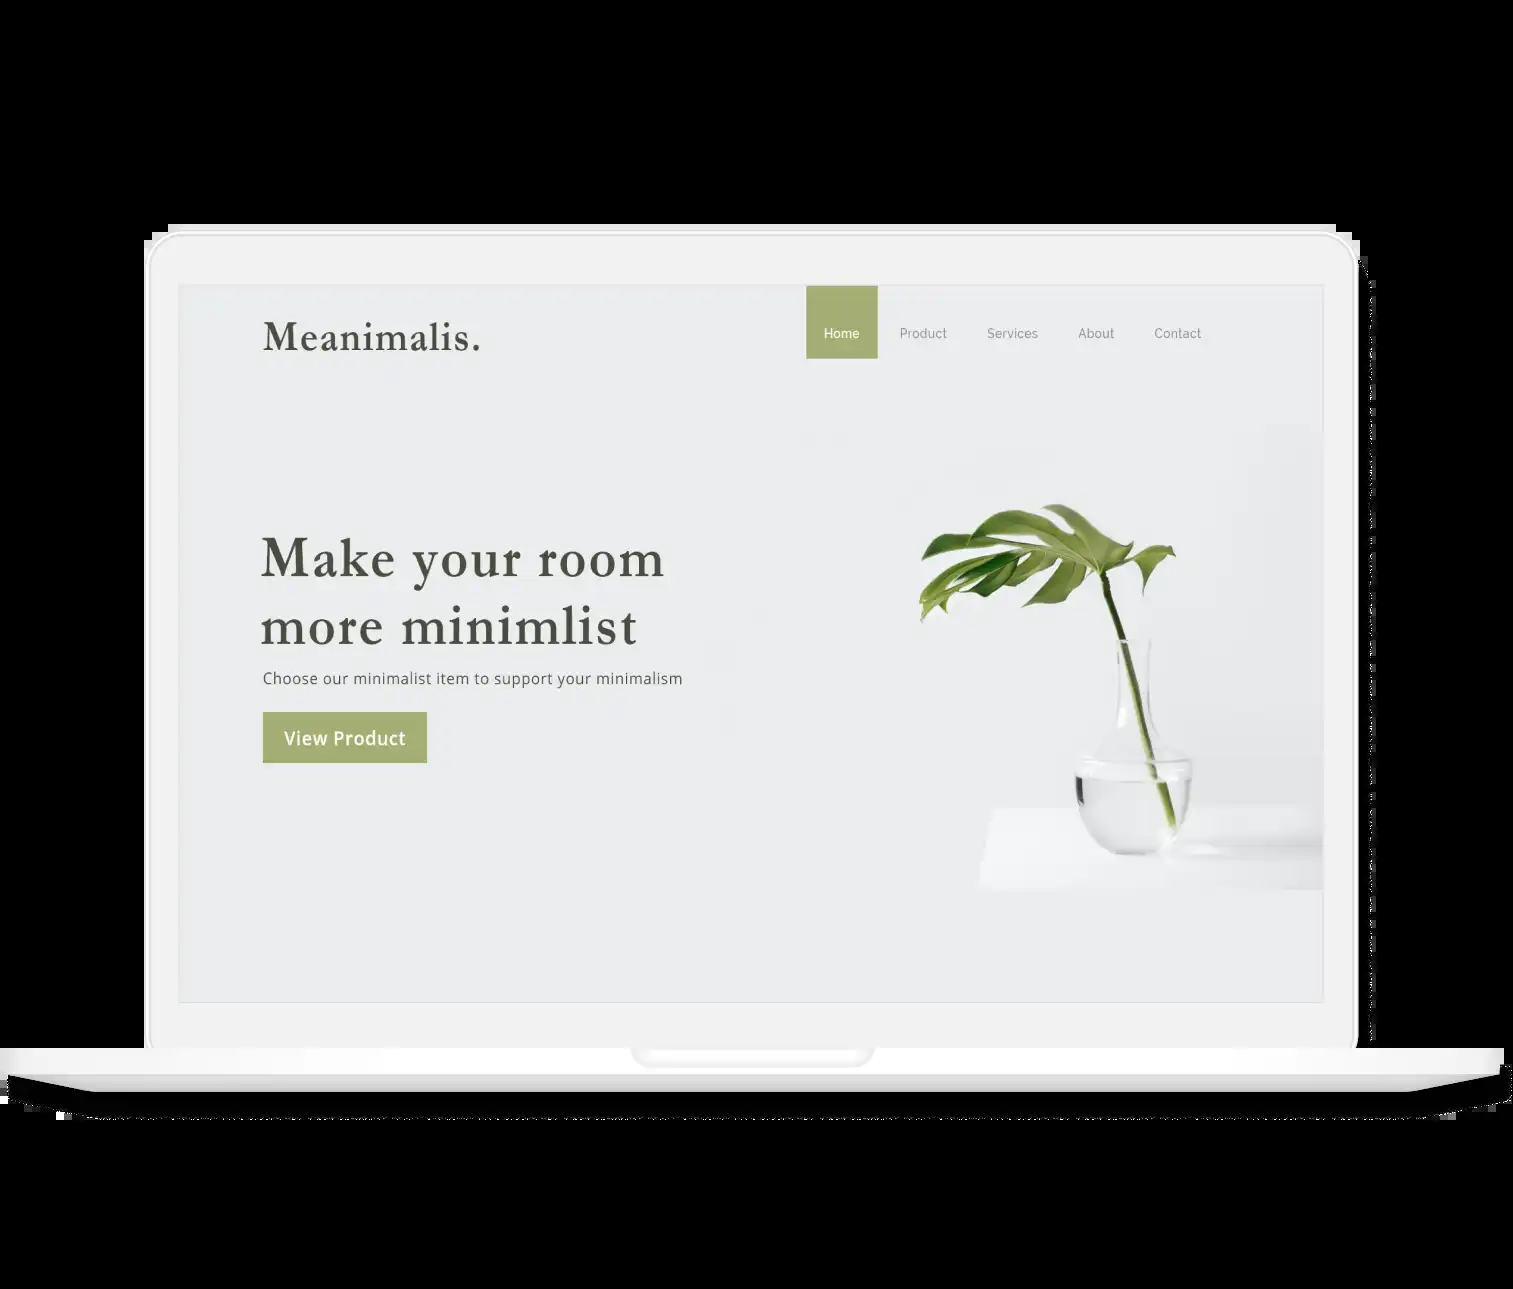 Meanimalis.
Home Product Services About Contact
Make your room
more minimlist
Choose our minimalist item to support your minimalism
View Product